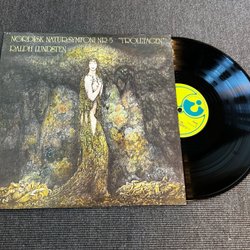 NORDISK NATURSYMFONI NR 5 "TROLLTAGEN"
RALPH LUNDSTEN